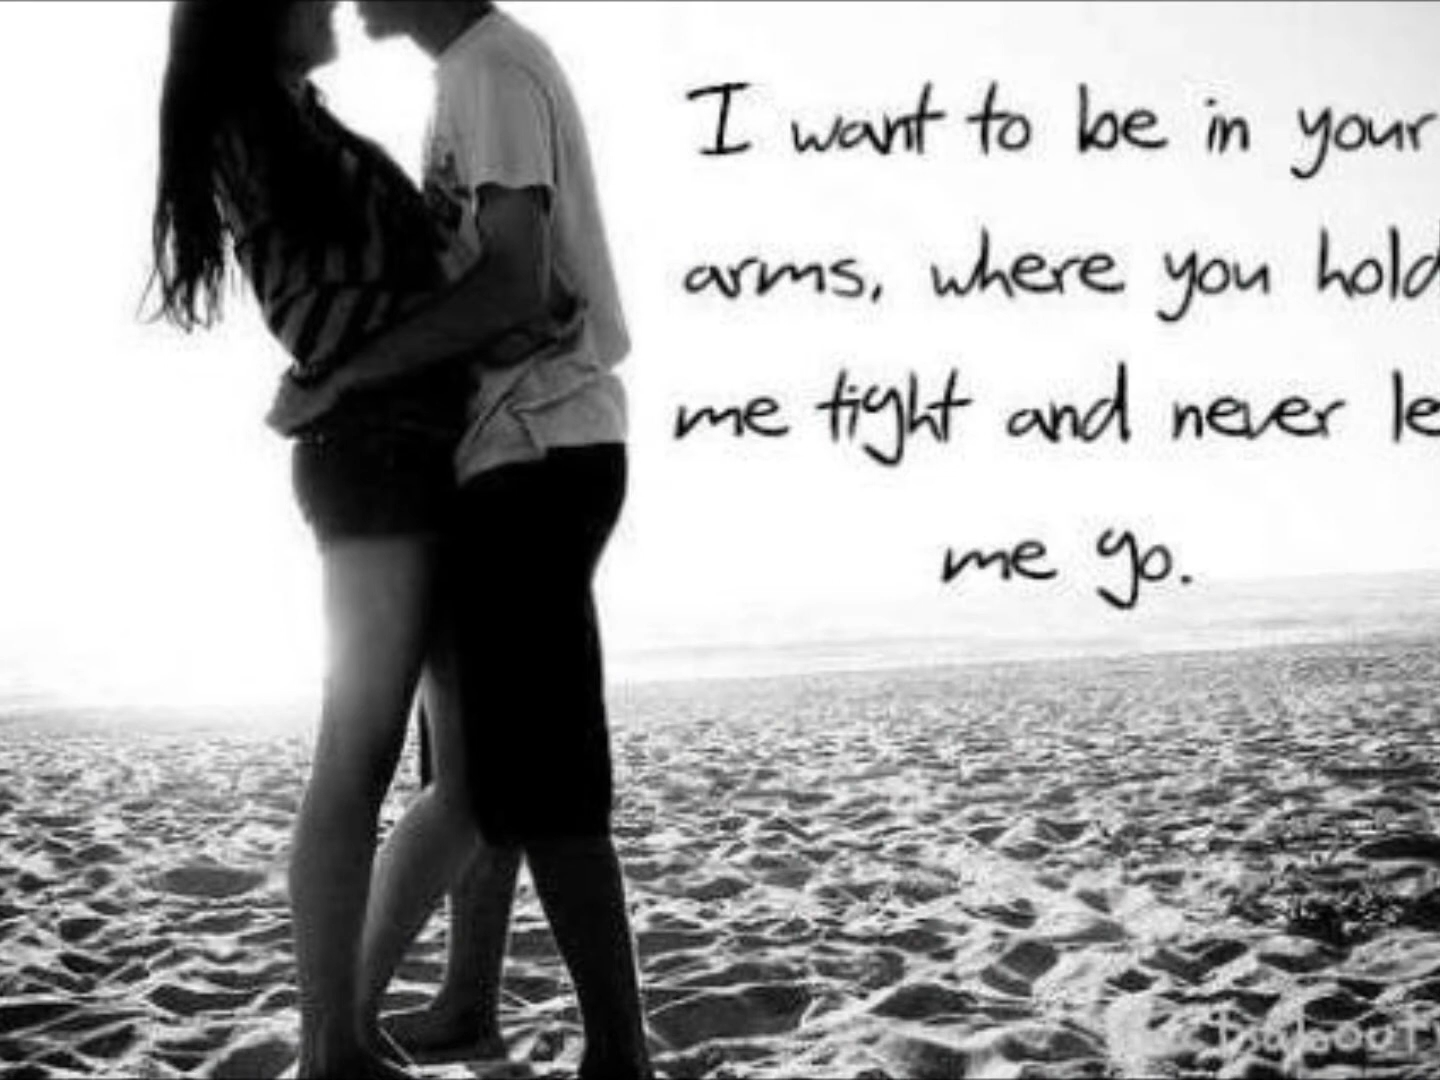 I want to be in your
arms, where you hold
me tight and never le
me go.